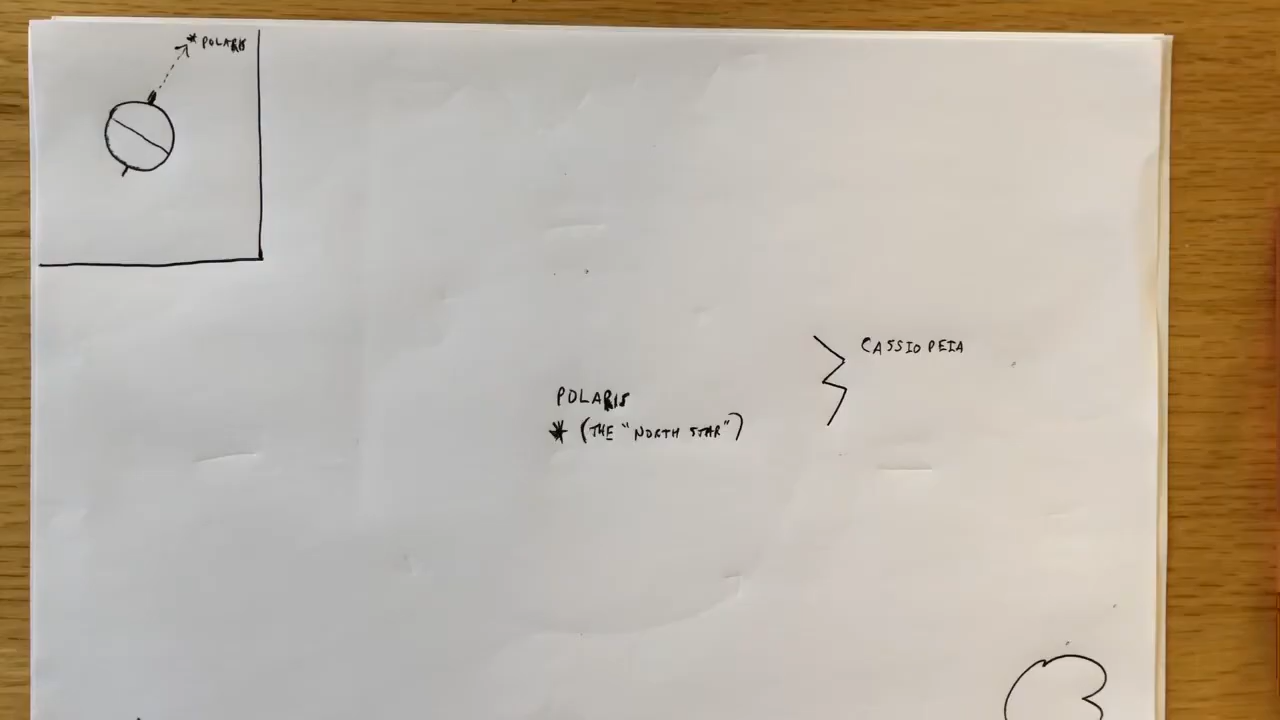 * POLARIS
CASSIOPEIA
POLARIS
* (THE "NORTH STAR")